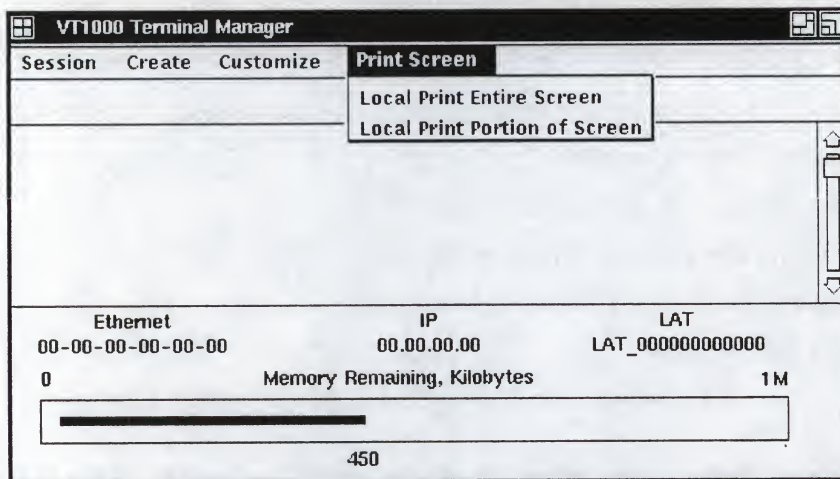 VT1000 Terminal Manager
Session Create Customize Print Screen
Local Print Entire Screen
Local Print Portion of Screen
Ethernet IP LAT
00-00-00-00-00-00 00.00.00.00 LAT_000000000000
0 Memory Remaining, Kilobytes 1M
450